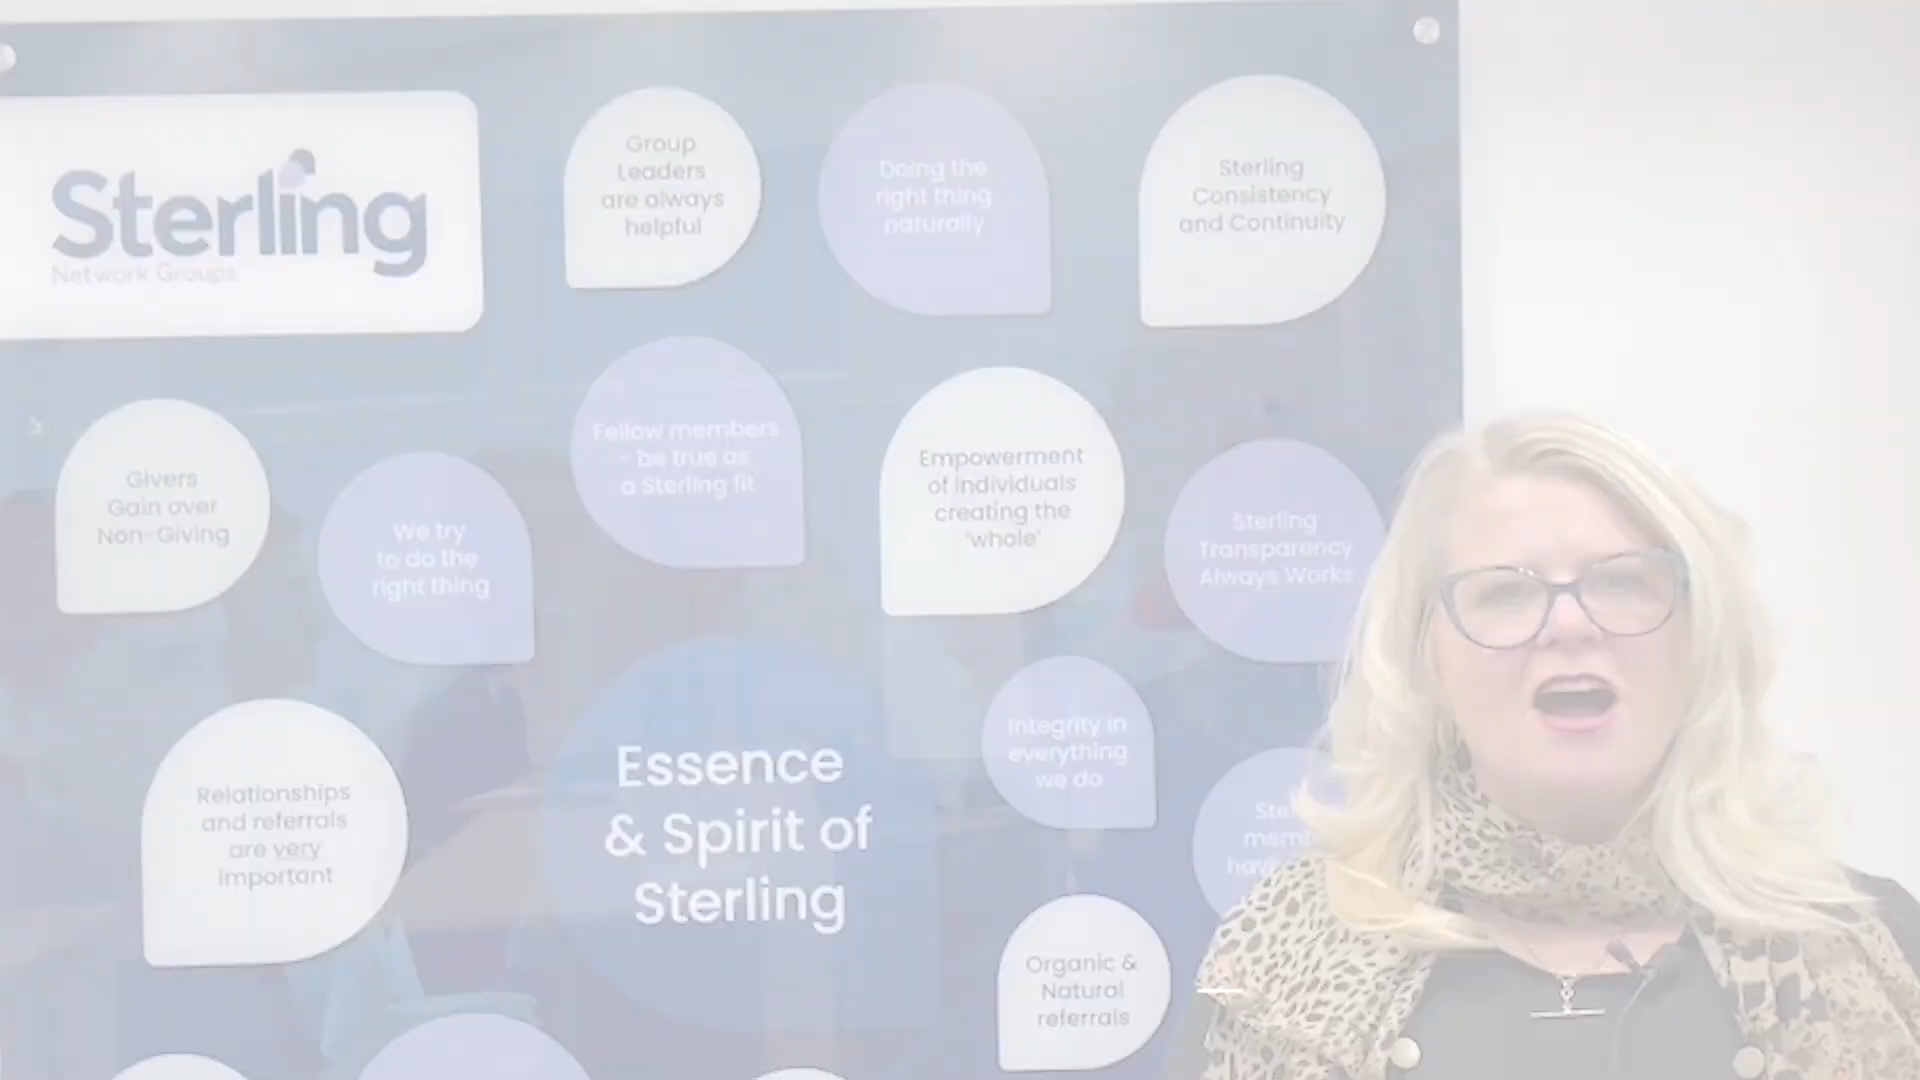 Sterling
Network Groups
Group
Leaders
are always
helpful
Doing the
right thing
naturally
Sterling
Consistency
and Continuity
Givers
Gain over
Non-Giving
We try
to do the
right thing
Fellow members
- be true as
a Sterling fit
Empowerment
of individuals
creating the
'whole'
Sterling
Transparency
Always Works
Relationships
and referrals
are very
important
Essence
& Spirit of
Sterling
Integrity in
everything
we do
Organic &
Natural
referrals